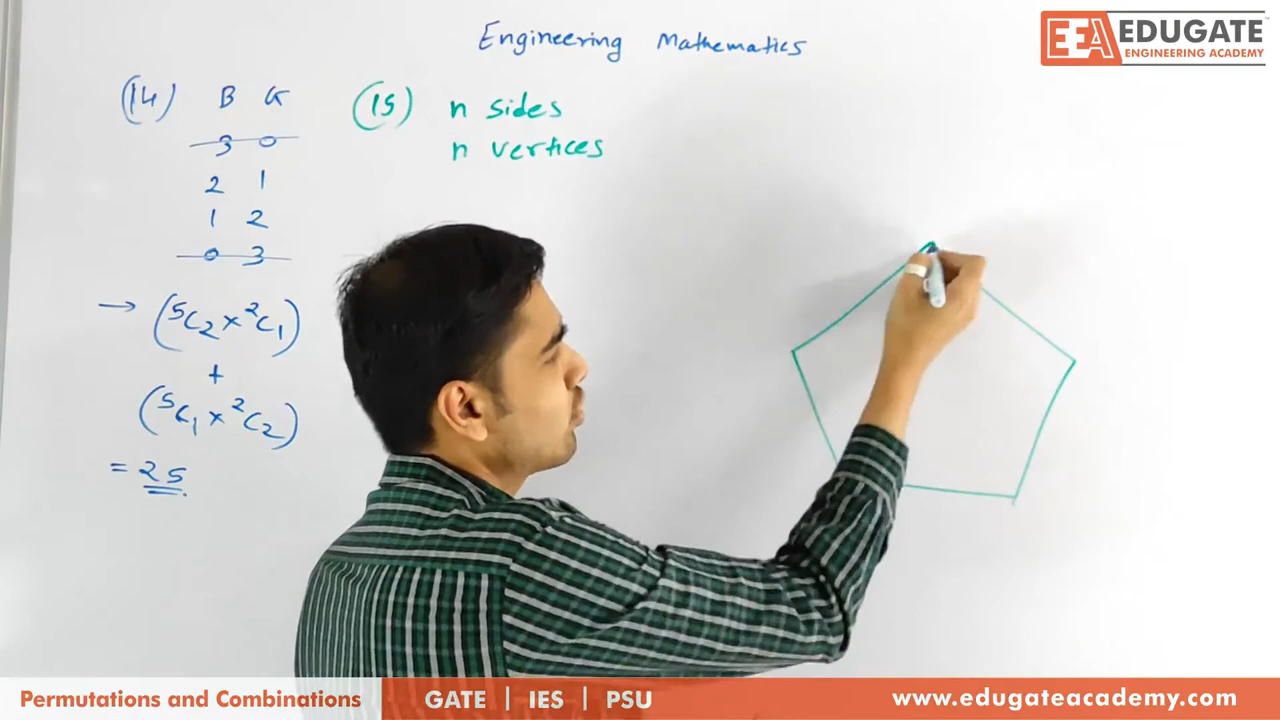 Engineering Mathematics
EEA EDUGATE
ENGINEERING ACADEMY
(14) B G
3 0
2 1
1 2
0 3
→ (⁵C₂ × ²C₁)
+
(⁵C₁ × ²C₂)
= 25
(15) n sides
n vertices
Permutations and Combinations
GATE | IES | PSU
www.edugateacademy.com